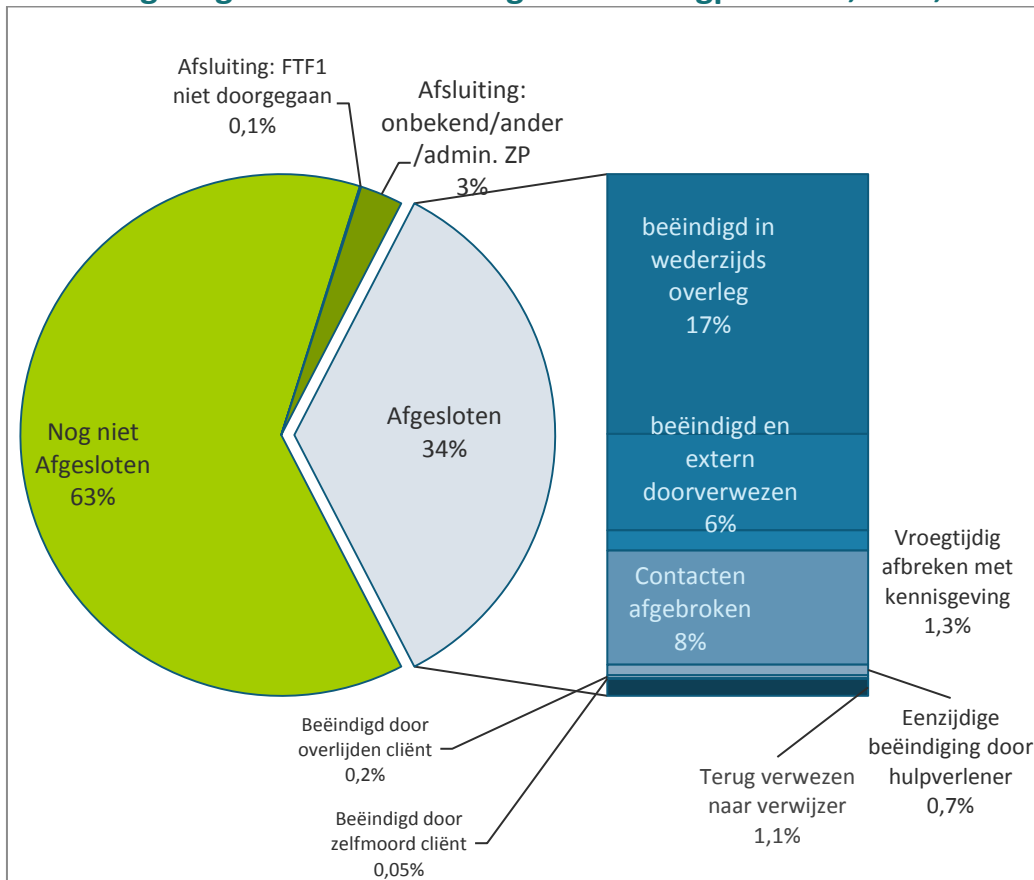 Afsluiting: FTF1
niet doorgegaan
0,1%
Afsluiting:
onbekend/ander
/admin. ZP
3%
Nog niet
Afgesloten
63%
Afgesloten
34%
beëindigd in
wederzijds
overleg
17%
beëindigd en
extern
doorverwezen
6%
Contacten
afgebroken
8%
Vroegtijdig
afbreken met
kennisgeving
1,3%
Eenzijdige
beëindiging door
hulpverlener
0,7%
Terug verwezen
naar verwijzer
1,1%
Beëindigd door
overlijden cliënt
0,2%
Beëindigd door
zelfmoord cliënt
0,05%